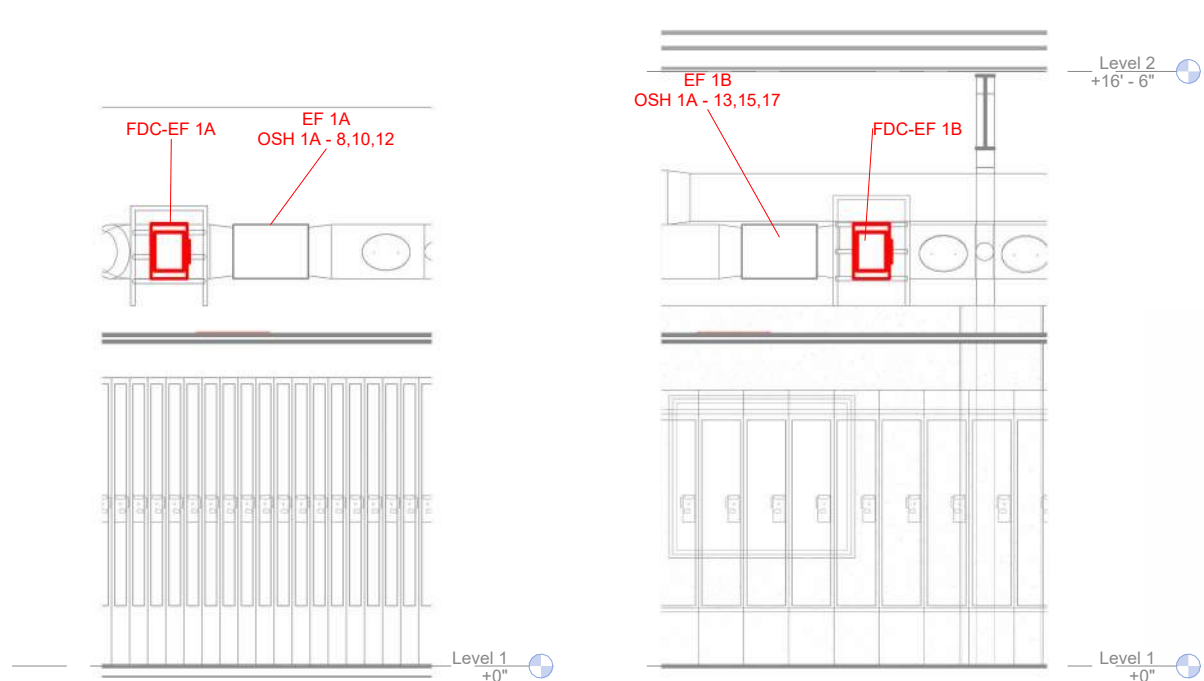 FDC-EF 1A
EF 1A
OSH 1A - 8,10,12
Level 1
+0"
EF 1B
OSH 1A - 13,15,17
FDC-EF 1B
Level 2
+16' - 6"
Level 1
+0"